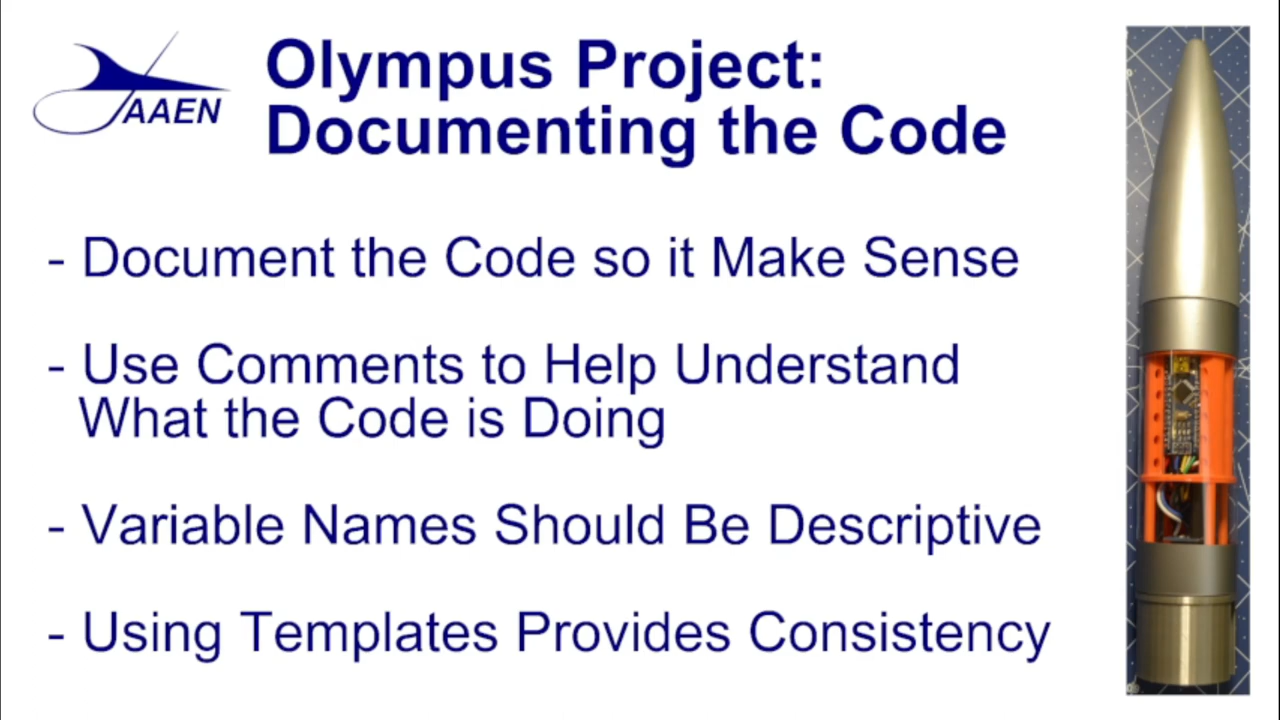 AAEN
Olympus Project:
Documenting the Code
- Document the Code so it Make Sense
- Use Comments to Help Understand
What the Code is Doing
- Variable Names Should Be Descriptive
- Using Templates Provides Consistency